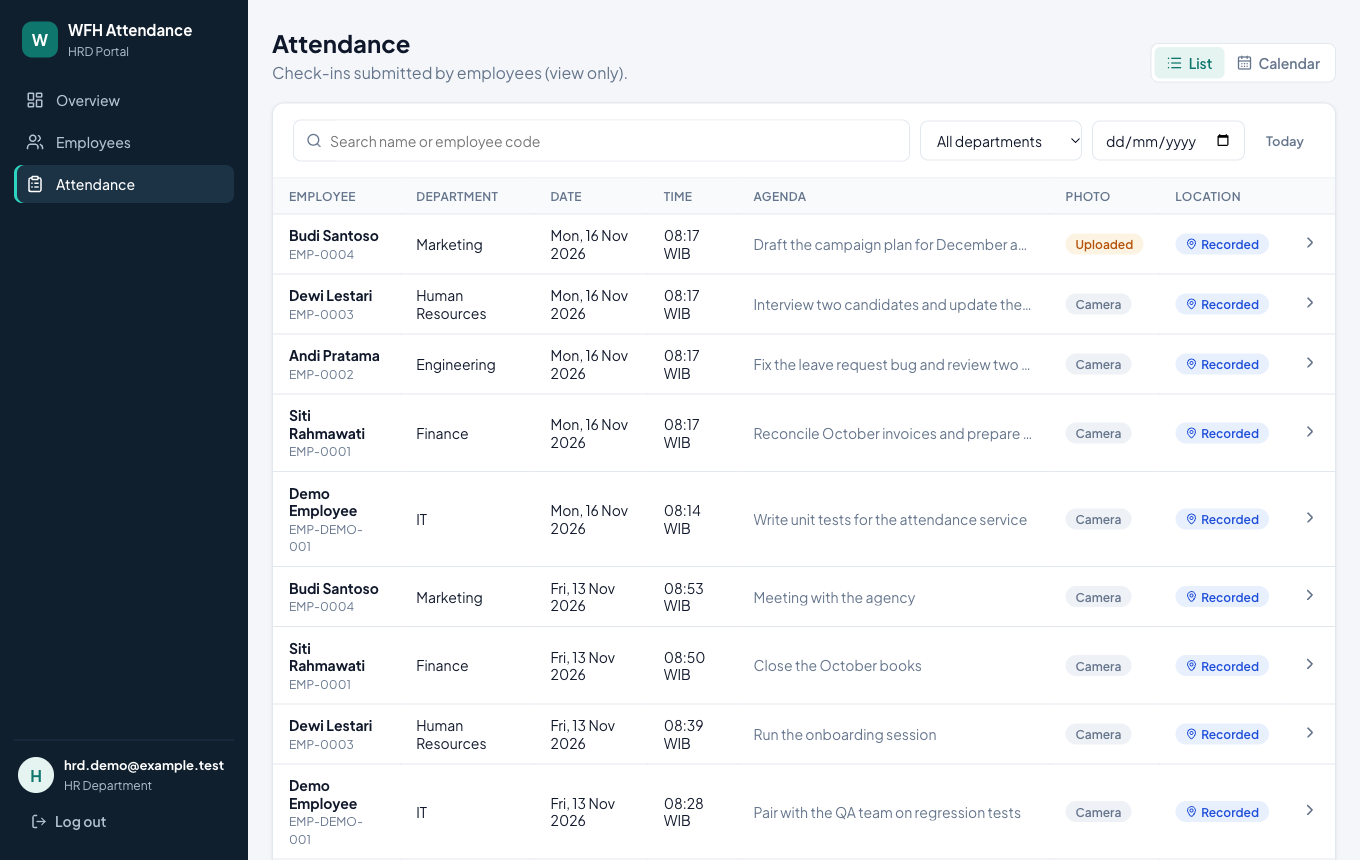 W
WFH Attendance
HRD Portal
Overview
Employees
Attendance
hrd.demo@example.test
H
HR Department
Log out
Attendance
Check-ins submitted by employees (view only).
List
Calendar
Search name or employee code
All departments
dd/mm/yyyy
Today
EMPLOYEE DEPARTMENT DATE TIME AGENDA PHOTO LOCATION
Budi Santoso
EMP-0004
Marketing
Mon, 16 Nov
2026
08:17
WIB
Draft the campaign plan for December a…
Uploaded
Recorded
Dewi Lestari
EMP-0003
Human
Resources
Mon, 16 Nov
2026
08:17
WIB
Interview two candidates and update the…
Camera
Recorded
Andi Pratama
EMP-0002
Engineering
Mon, 16 Nov
2026
08:17
WIB
Fix the leave request bug and review two …
Camera
Recorded
Siti
Rahmawati
EMP-0001
Finance
Mon, 16 Nov
2026
08:17
WIB
Reconcile October invoices and prepare …
Camera
Recorded
Demo
Employee
EMP-DEMO-
001
IT
Mon, 16 Nov
2026
08:14
WIB
Write unit tests for the attendance service
Camera
Recorded
Budi Santoso
EMP-0004
Marketing
Fri, 13 Nov
2026
08:53
WIB
Meeting with the agency
Camera
Recorded
Siti
Rahmawati
EMP-0001
Finance
Fri, 13 Nov
2026
08:50
WIB
Close the October books
Camera
Recorded
Dewi Lestari
EMP-0003
Human
Resources
Fri, 13 Nov
2026
08:39
WIB
Run the onboarding session
Camera
Recorded
Demo
Employee
EMP-DEMO-
001
IT
Fri, 13 Nov
2026
08:28
WIB
Pair with the QA team on regression tests
Camera
Recorded